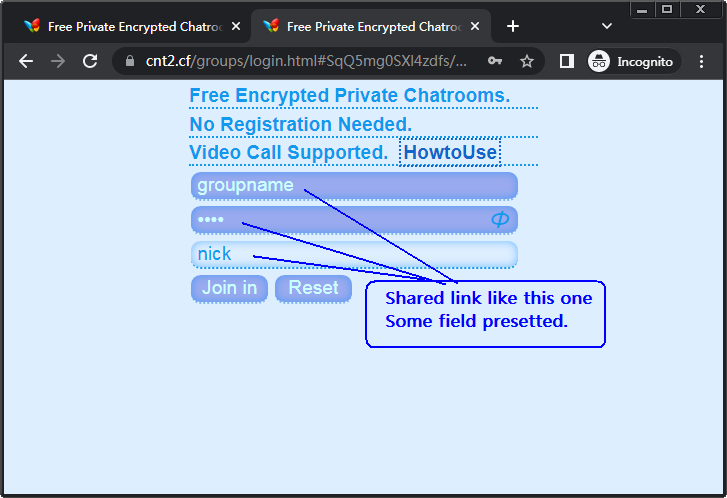 Free Private Encrypted Chatroo
Free Private Encrypted Chatroo
cnt2.cf/groups/login.html#SqQ5mg0SXl4zdfs/...
Incognito
Free Encrypted Private Chatrooms.
No Registration Needed.
Video Call Supported. HowtoUse
groupname
••••
nick
Join in Reset
Shared link like this one
Some field presetted.